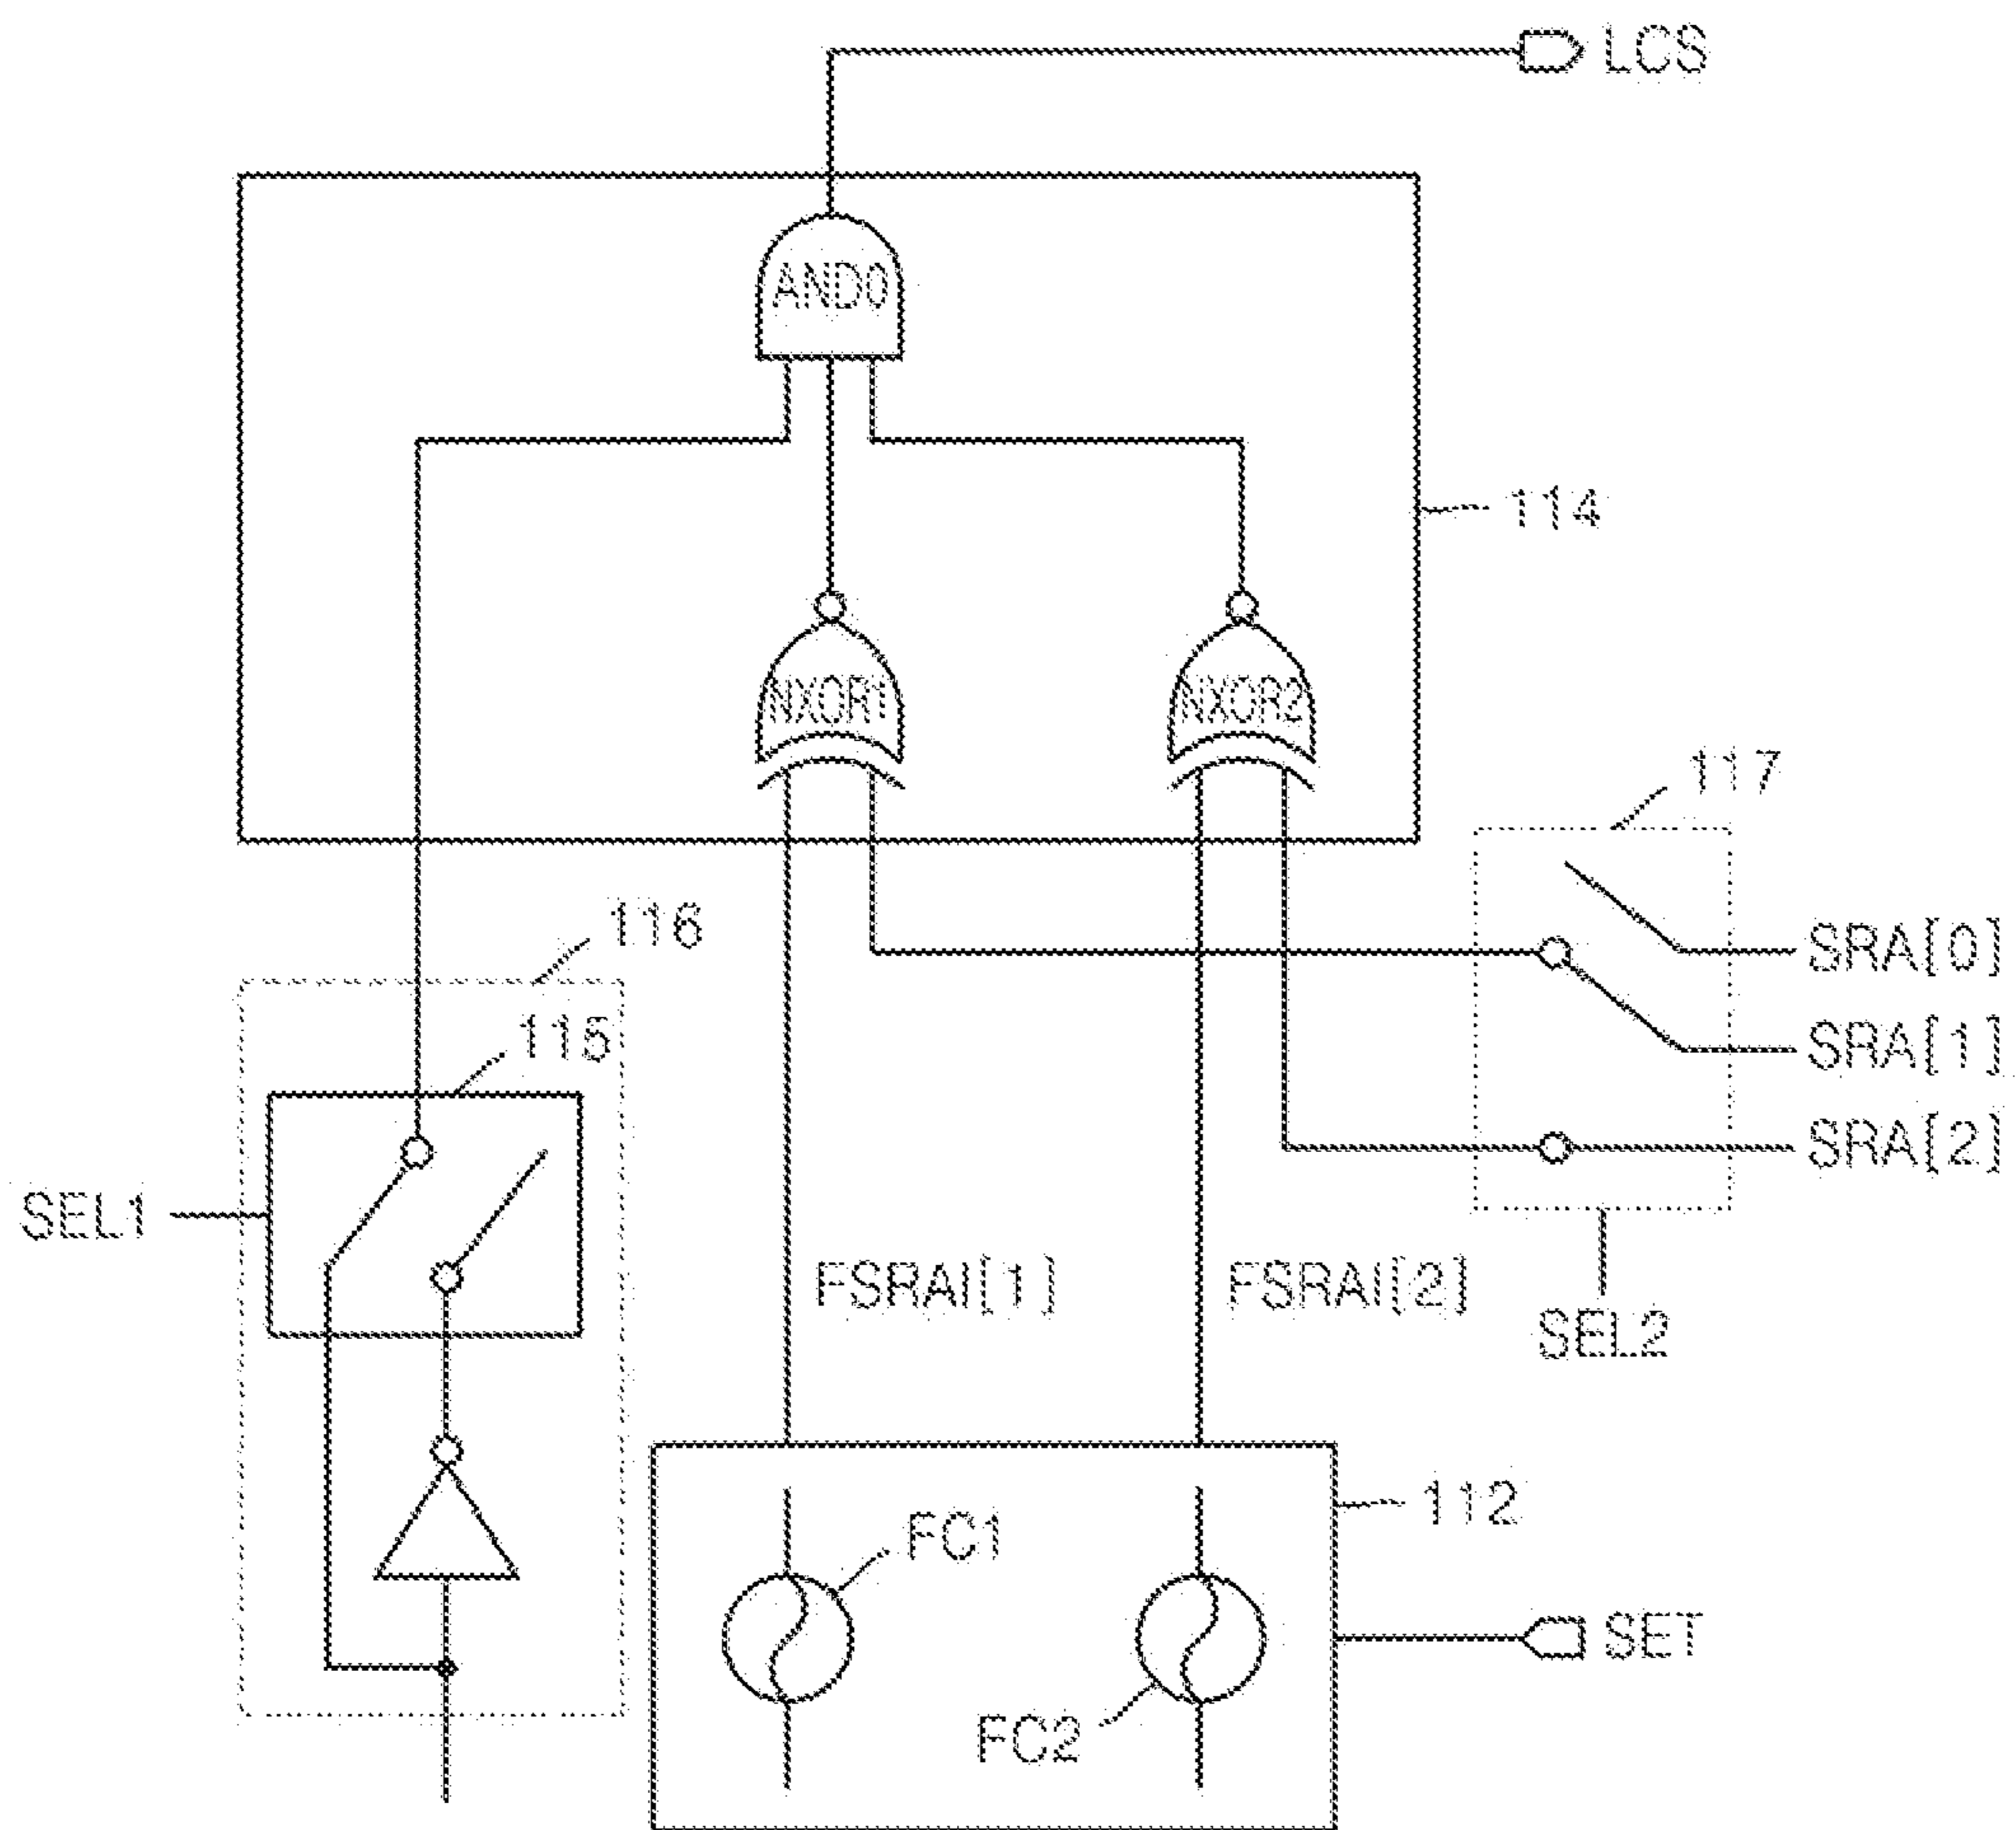 LCS
AND0
114
NXOR1
NXOR2
117
116
SRA[0]
115
SRA[1]
SRA[2]
SEL1
FSRAI[1]
FSRAI[2]
SEL2
112
FC1
SET
FC2